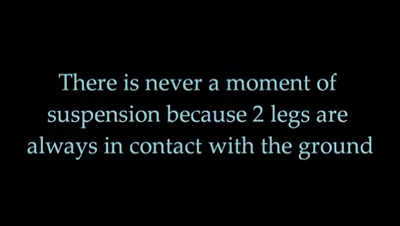 There is never a moment of
suspension because 2 legs are
always in contact with the ground